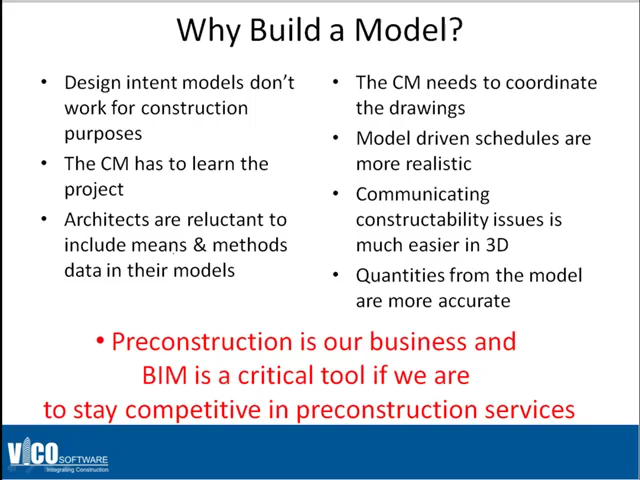 Why Build a Model?
• Design intent models don't
work for construction
purposes
• The CM has to learn the
project
• Architects are reluctant to
include means & methods
data in their models
• The CM needs to coordinate
the drawings
• Model driven schedules are
more realistic
• Communicating
constructability issues is
much easier in 3D
• Quantities from the model
are more accurate
• Preconstruction is our business and
BIM is a critical tool if we are
to stay competitive in preconstruction services
VICO SOFTWARE
Integrating Construction